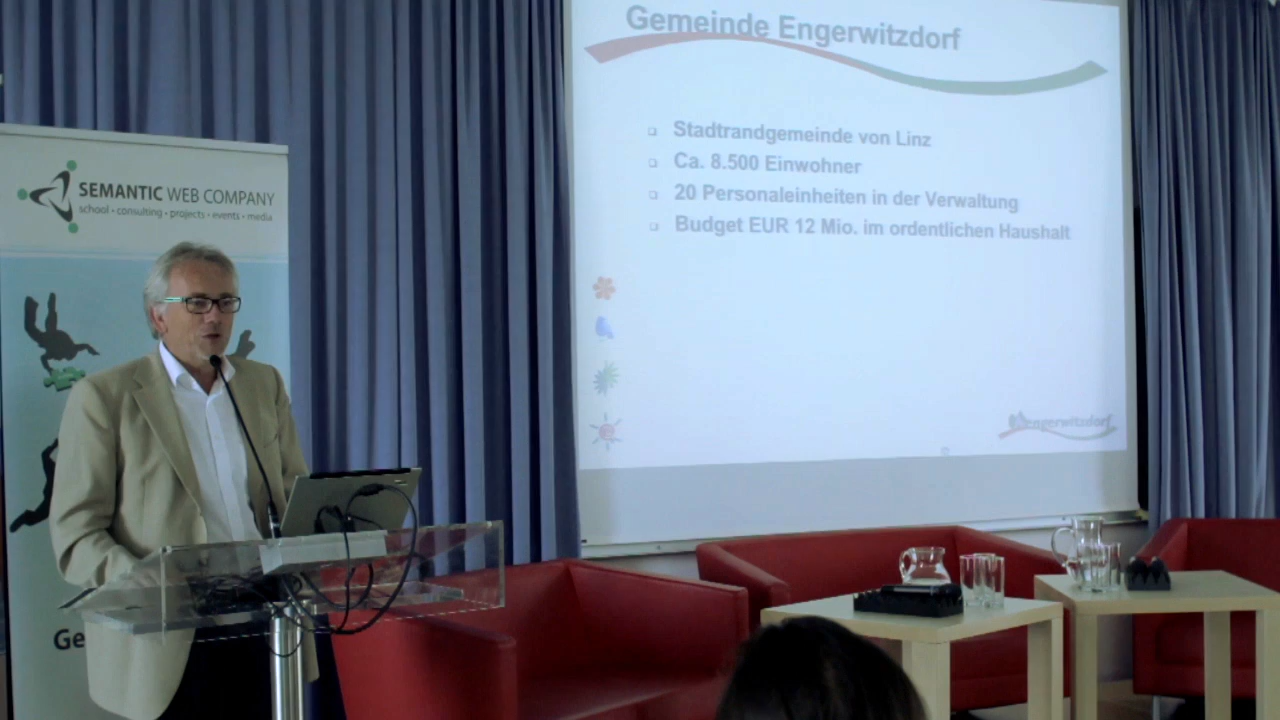 Gemeinde Engerwitzdorf
Stadtrandgemeinde von Linz
Ca. 8.500 Einwohner
20 Personaleinheiten in der Verwaltung
Budget EUR 12 Mio. im ordentlichen Haushalt
engerwitzdorf
SEMANTIC WEB COMPANY
school • consulting • projects • events • media
Ge